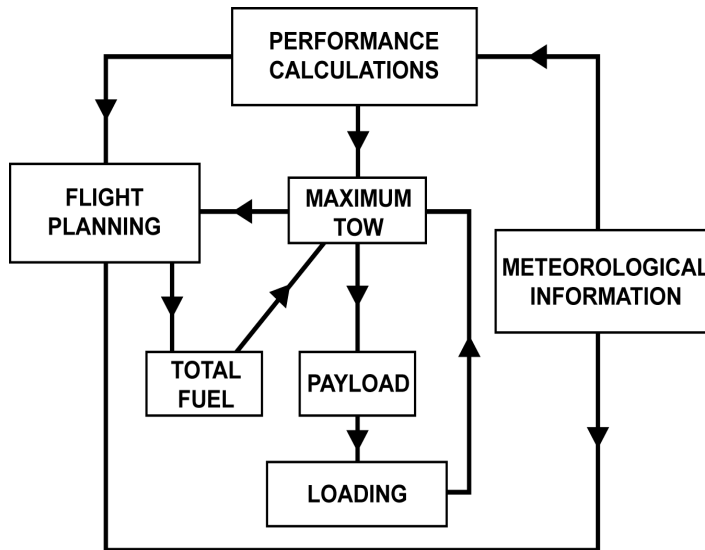 PERFORMANCE
CALCULATIONS
FLIGHT
PLANNING
MAXIMUM
TOW
METEOROLOGICAL
INFORMATION
TOTAL
FUEL
PAYLOAD
LOADING